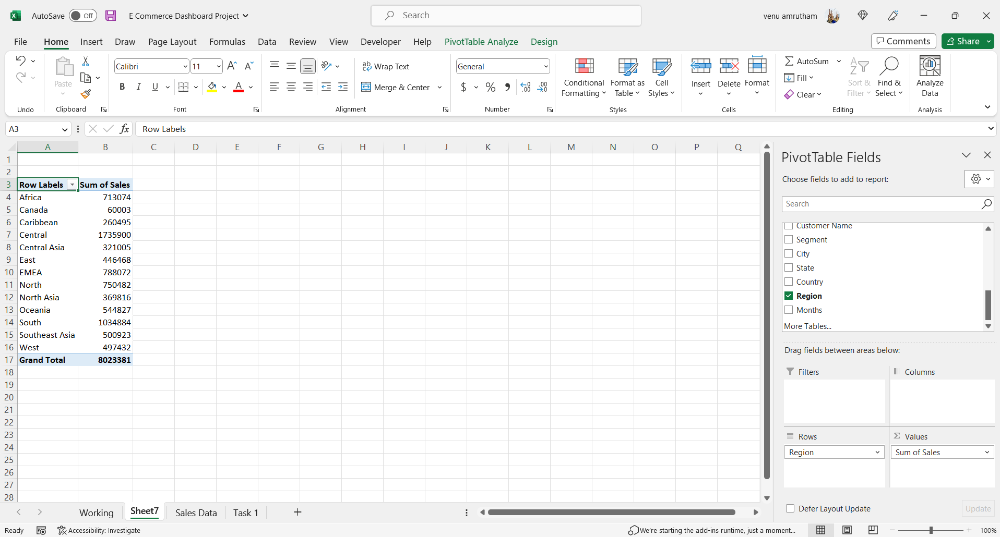 AutoSave Off E Commerce Dashboard Project Search venu amrutham
File Home Insert Draw Page Layout Formulas Data Review View Developer Help PivotTable Analyze Design Comments Share
Paste
Calibri 11
B I U A
ab Wrap Text
Merge & Center
General
$ % 9 .00
Conditional Formatting
Format as Table
Cell Styles
Insert Delete Format
AutoSum
Fill
Clear
Sort & Filter
Find & Select
Analyze Data
Undo Clipboard Font Alignment Number Styles Cells Editing Analysis
A3 fx Row Labels
A B C D E F G H I J K L M N O P Q
1
2
3 Row Labels Sum of Sales
4 Africa 713074
5 Canada 60003
6 Caribbean 260495
7 Central 1735900
8 Central Asia 321005
9 East 446468
10 EMEA 788072
11 North 750482
12 North Asia 369816
13 Oceania 544827
14 South 1034884
15 Southeast Asia 500923
16 West 497432
17 Grand Total 8023381
18
19
20
21
22
23
24
25
26
27
28
PivotTable Fields
Choose fields to add to report:
Search
Customer Name
Segment
City
State
Country
Region
Months
More Tables...
Drag fields between areas below:
Filters Columns
Rows Values
Region Sum of Sales
Defer Layout Update Update
Working Sheet7 Sales Data Task 1
Ready Accessibility: Investigate We're starting the add-ins runtime, just a moment... 100%